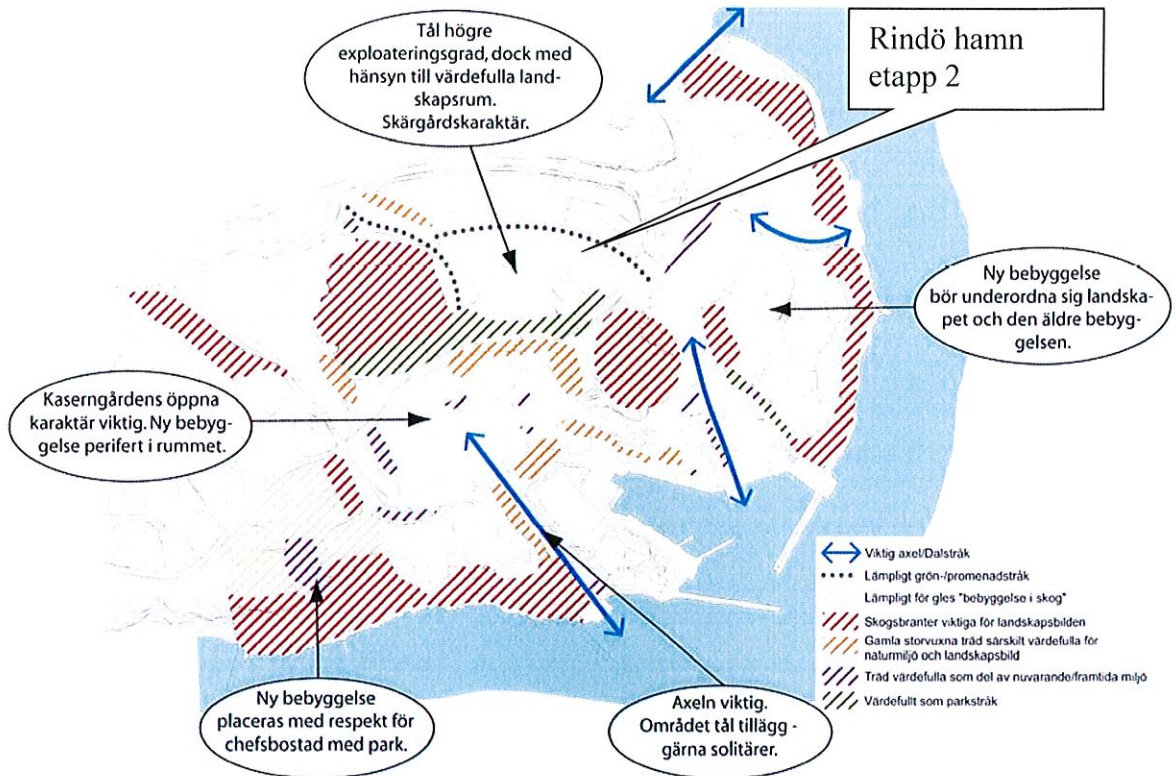 Tål högre
exploateringsgrad, dock med
hänsyn till värdefulla land-
skapsrum.
Skärgårdskaraktär.
Rindö hamn
etapp 2
Ny bebyggelse
bör underordna sig landska-
pet och den äldre bebyg-
gelsen.
Kaserngårdens öppna
karaktär viktig. Ny bebyg-
gelse perifert i rummet.
Ny bebyggelse
placeras med respekt för
chefsbostad med park.
Axeln viktig.
Området tål tillägg -
gärna solitärer.
Viktig axel/Dalstråk
Lämpligt grön-/promenadstråk
Lämpligt för gles "bebyggelse i skog"
Skogsbranter viktiga för landskapsbilden
Gamla storvuxna träd särskilt värdefulla för
naturmiljö och landskapsbild
Träd värdefulla som del av nuvarande/framtida miljö
Värdefullt som parkstråk